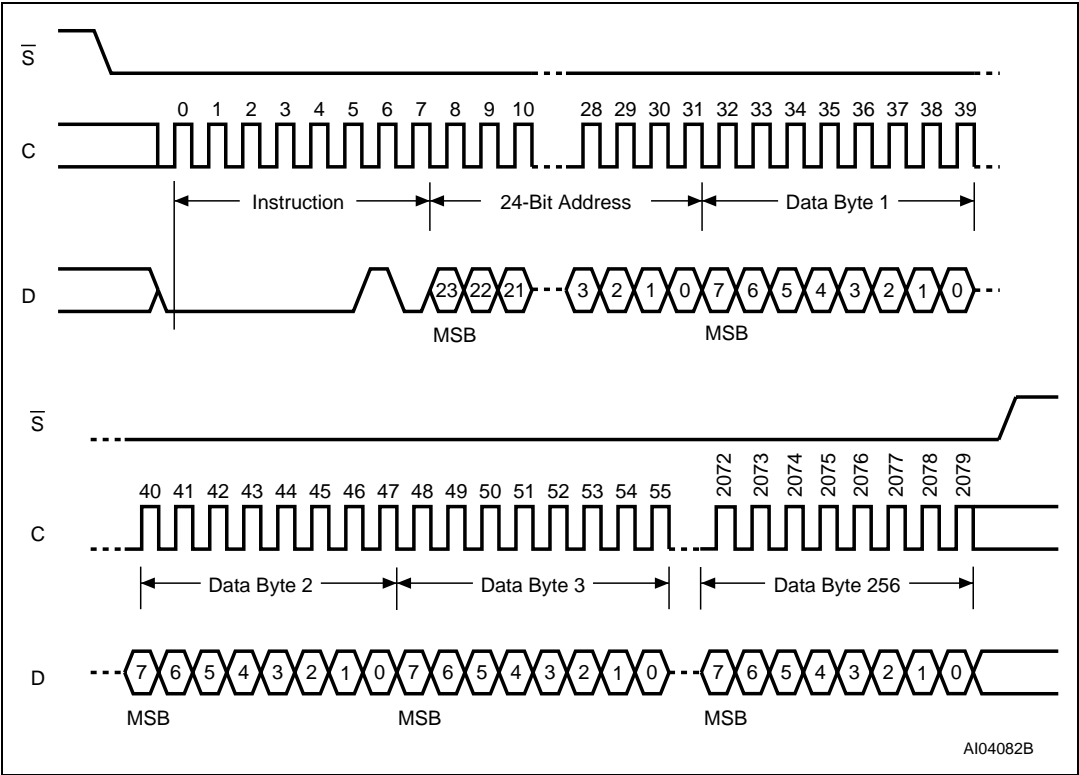 S̅
0 1 2 3 4 5 6 7 8 9 10 28 29 30 31 32 33 34 35 36 37 38 39
C
Instruction 24-Bit Address Data Byte 1
D
23 22 21 3 2 1 0 7 6 5 4 3 2 1 0
MSB MSB
S̅
40 41 42 43 44 45 46 47 48 49 50 51 52 53 54 55 2072 2073 2074 2075 2076 2077 2078 2079
C
Data Byte 2 Data Byte 3 Data Byte 256
D
7 6 5 4 3 2 1 0 7 6 5 4 3 2 1 0 7 6 5 4 3 2 1 0
MSB MSB MSB
AI04082B